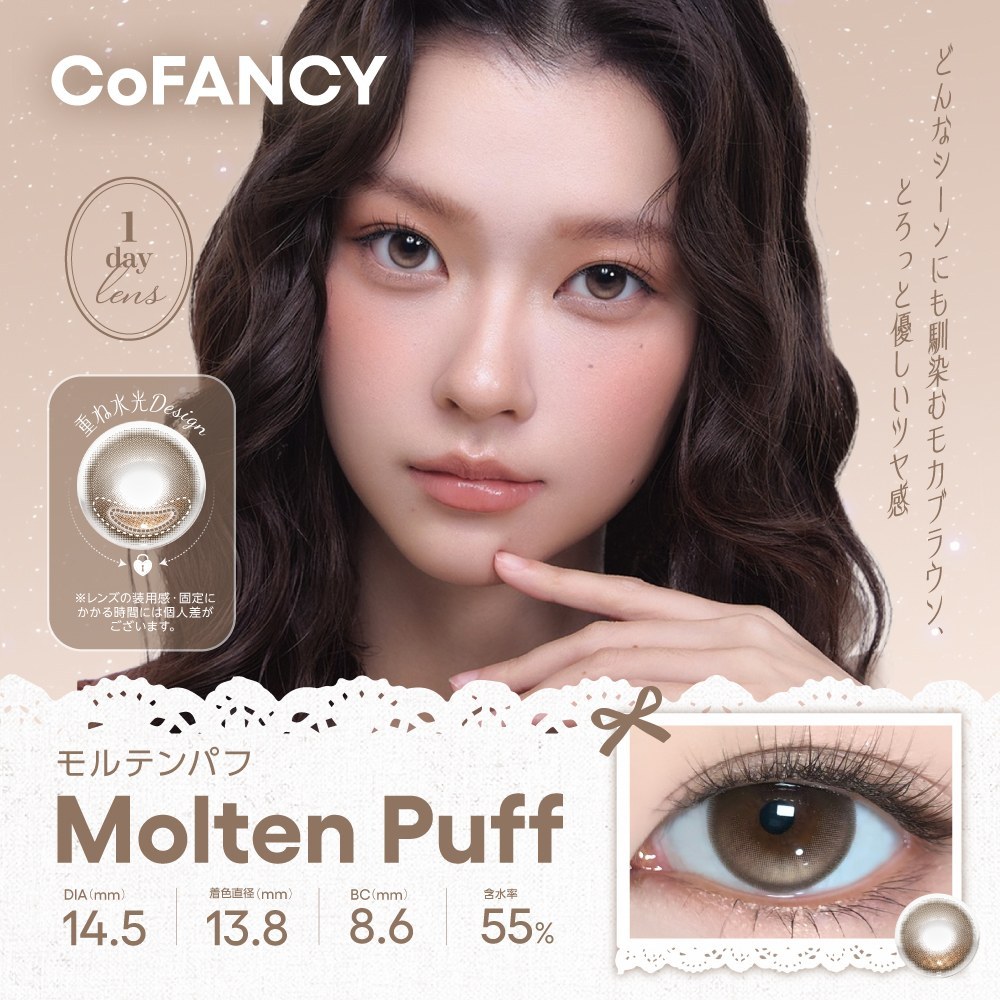 CoFANCY
1
day
lens
どんなシーンにも馴染むモカブラウン、
とろっと優しいツヤ感
重ね水光Design
※レンズの装用感・固定に
かかる時間には個人差が
ございます。
モルテンパフ
Molten Puff
DIA(mm) 着色直径(mm) BC(mm) 含水率
14.5 13.8 8.6 55%